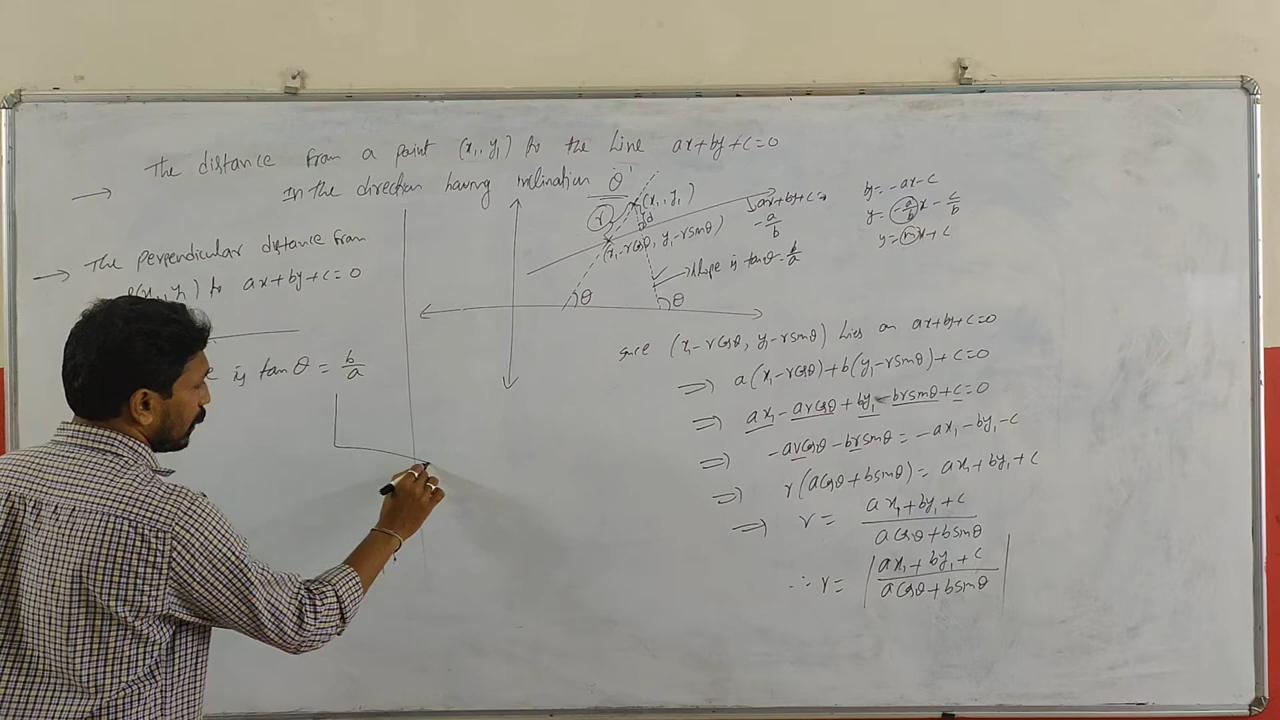 → The distance from a point (x₁, y₁) to the Line ax+by+c=0
In the direction having inclination 'θ'
→ The perpendicular distance from
P(x₁, y₁) to ax+by+c=0
is tan θ = b/a
r
(x₁, y₁)
d
(x₁-rcosθ, y₁-rsinθ)
ax+by+c=0
-a/b
slope is tanθ = b/a
θ
θ
by = -ax-c
y = -a/b x - c/b
y = mx+c
since (x₁-rcosθ, y₁-rsinθ) Lies on ax+by+c=0
⇒ a(x₁-rcosθ)+b(y₁-rsinθ)+c=0
⇒ ax₁-arcosθ+by₁-brsinθ+c=0
⇒ -arcosθ-brsinθ = -ax₁-by₁-c
⇒ r(acosθ+bsinθ) = ax₁+by₁+c
⇒ r = (ax₁+by₁+c)/(acosθ+bsinθ)
∴ r = |(ax₁+by₁+c)/(acosθ+bsinθ)|